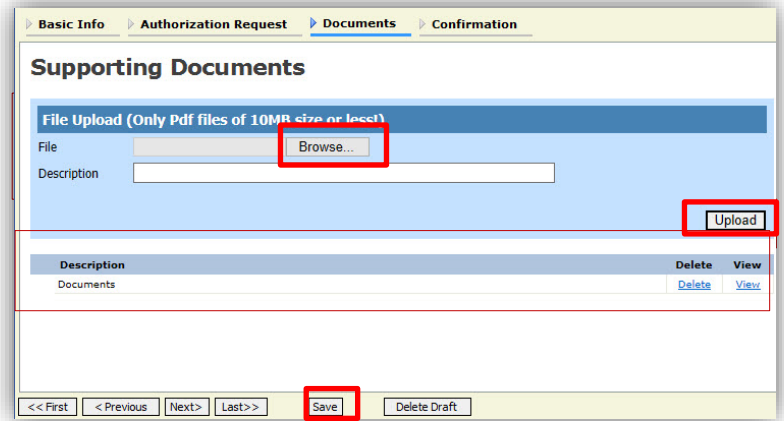 Basic Info Authorization Request Documents Confirmation
Supporting Documents
File Upload (Only Pdf files of 10MB size or less!)
File Browse...
Description
Upload
Description Delete View
Documents Delete View
<< First < Previous Next> Last>> Save Delete Draft